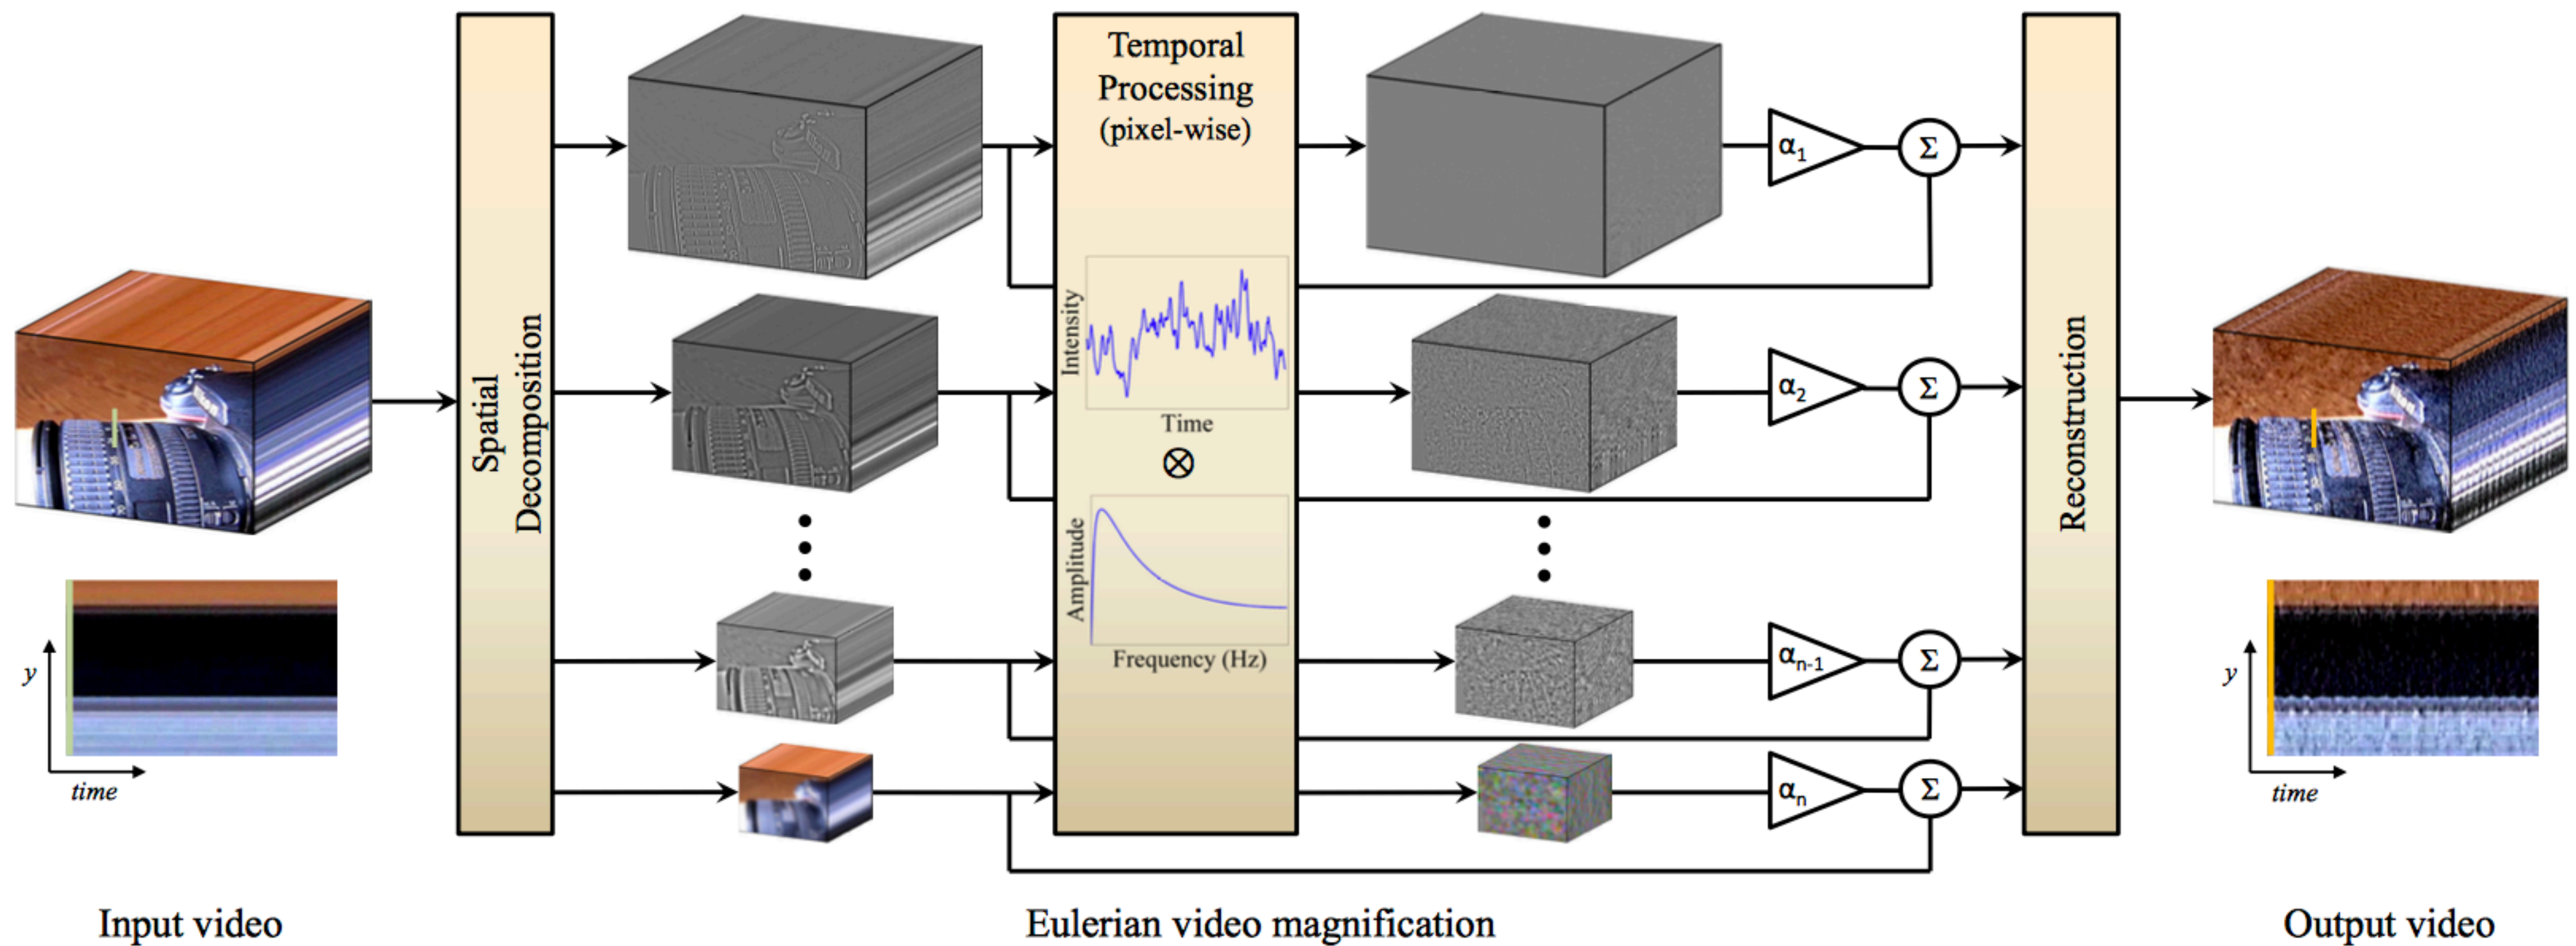 Spatial
Decomposition
Temporal
Processing
(pixel-wise)
Intensity
Time
⊗
Amplitude
Frequency (Hz)
α1
Σ
α2
Σ
αn-1
Σ
αn
Σ
Reconstruction
y
time
y
time
Input video
Eulerian video magnification
Output video